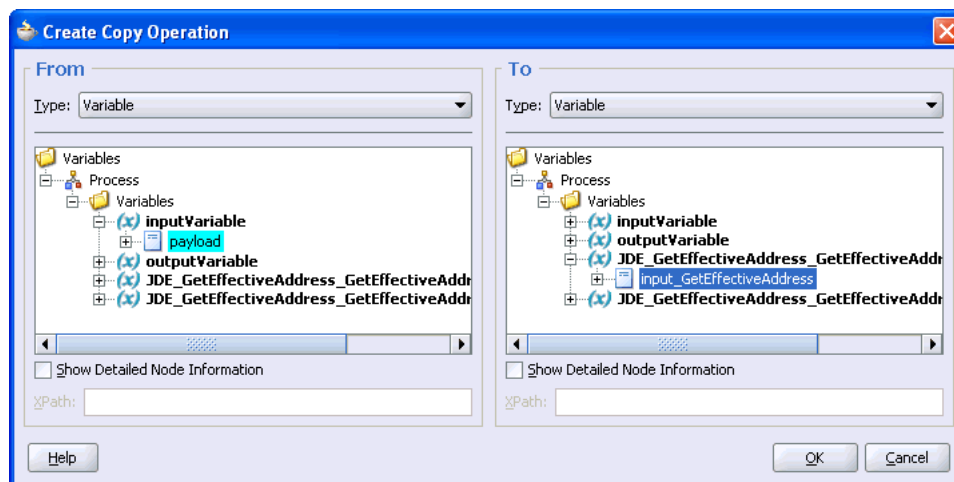 Create Copy Operation
From
Type: Variable
Variables
Process
Variables
inputVariable
payload
outputVariable
JDE_GetEffectiveAddress_GetEffectiveAddr
JDE_GetEffectiveAddress_GetEffectiveAddr
Show Detailed Node Information
XPath:
To
Type: Variable
Variables
Process
Variables
inputVariable
outputVariable
JDE_GetEffectiveAddress_GetEffectiveAddr
input_GetEffectiveAddress
JDE_GetEffectiveAddress_GetEffectiveAddr
Show Detailed Node Information
XPath:
Help
OK
Cancel